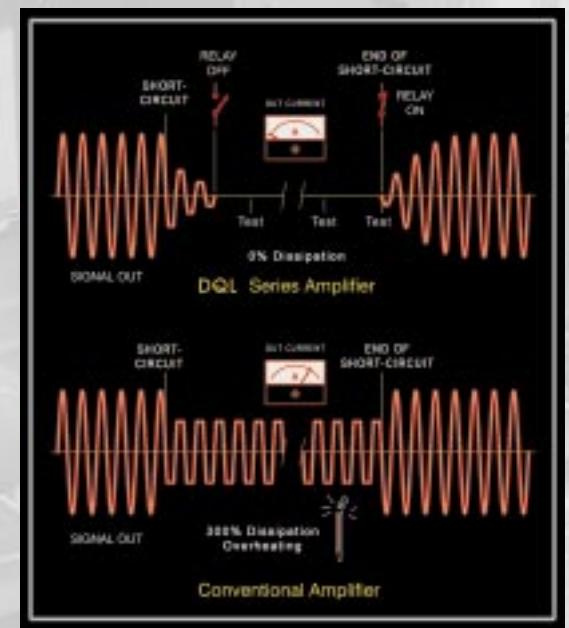 RELAY
OFF
END OF
SHORT-CIRCUIT
SHORT-
CIRCUIT
OUT CURRENT
RELAY
ON
Test
Test
Test
0% Dissipation
SIGNAL OUT
DQL Series Amplifier
SHORT-
CIRCUIT
OUT CURRENT
END OF
SHORT-CIRCUIT
SIGNAL OUT
300% Dissipation
Overheating
Conventional Amplifier